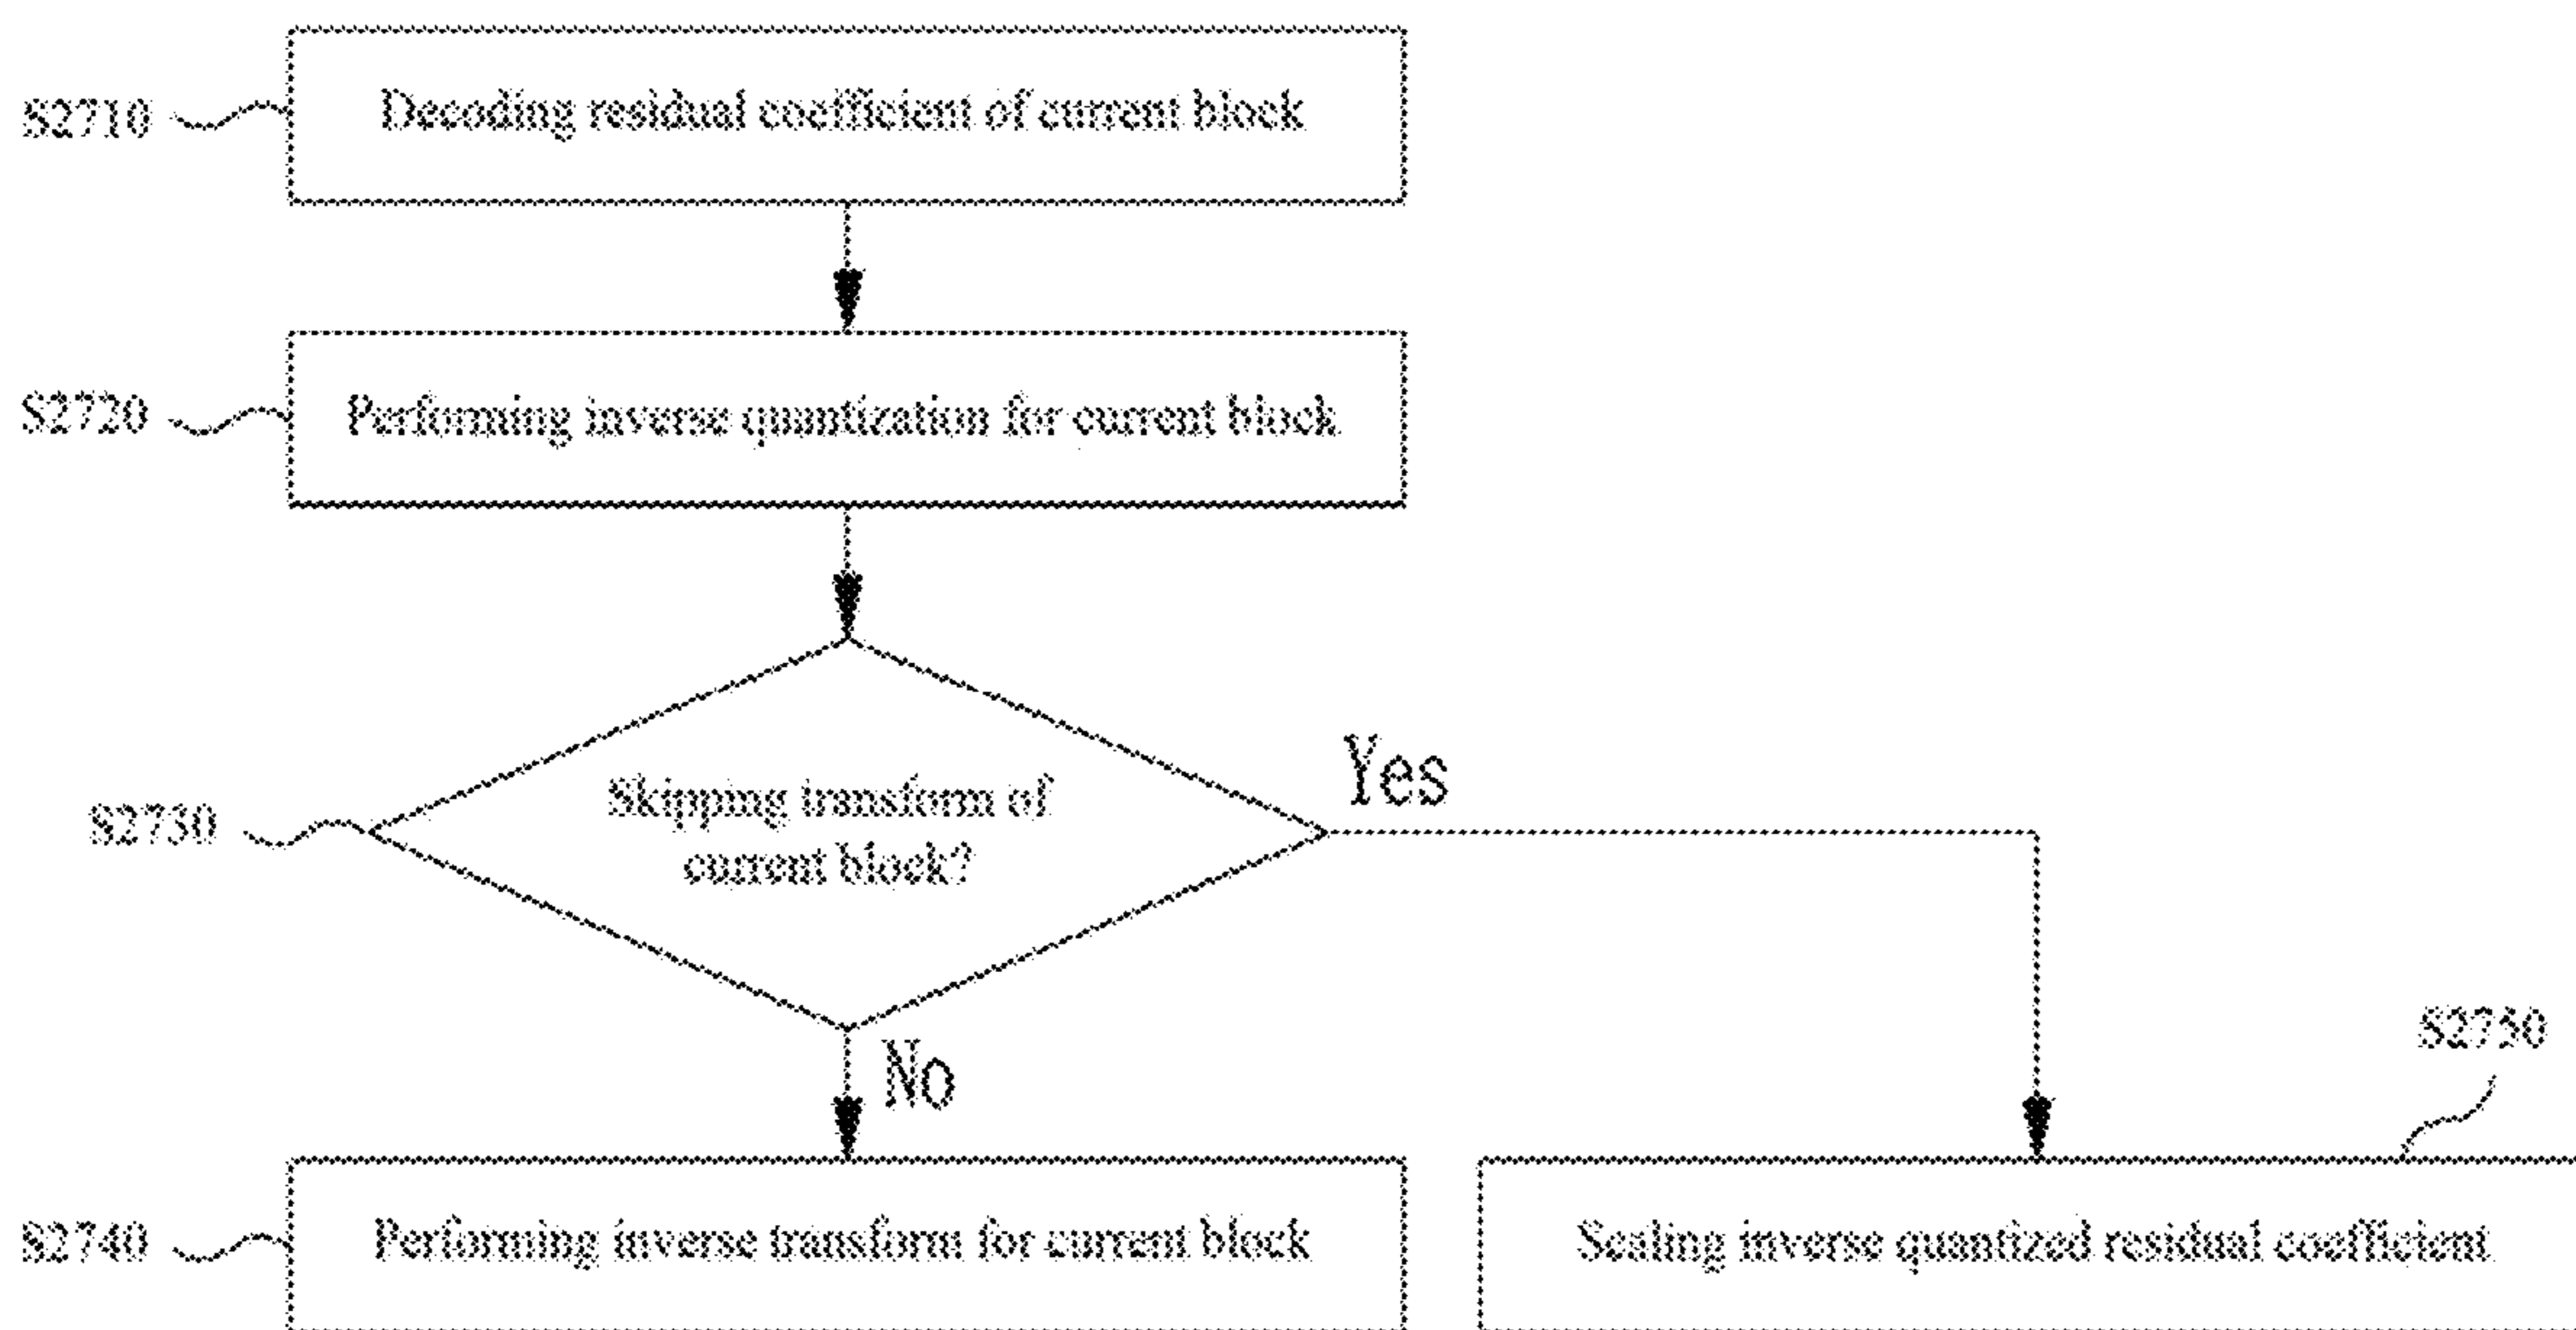 S2710
Decoding residual coefficient of current block
S2720
Performing inverse quantization for current block
S2730
Skipping transform of
current block?
Yes
No
S2750
S2740
Performing inverse transform for current block
Scaling inverse quantized residual coefficient